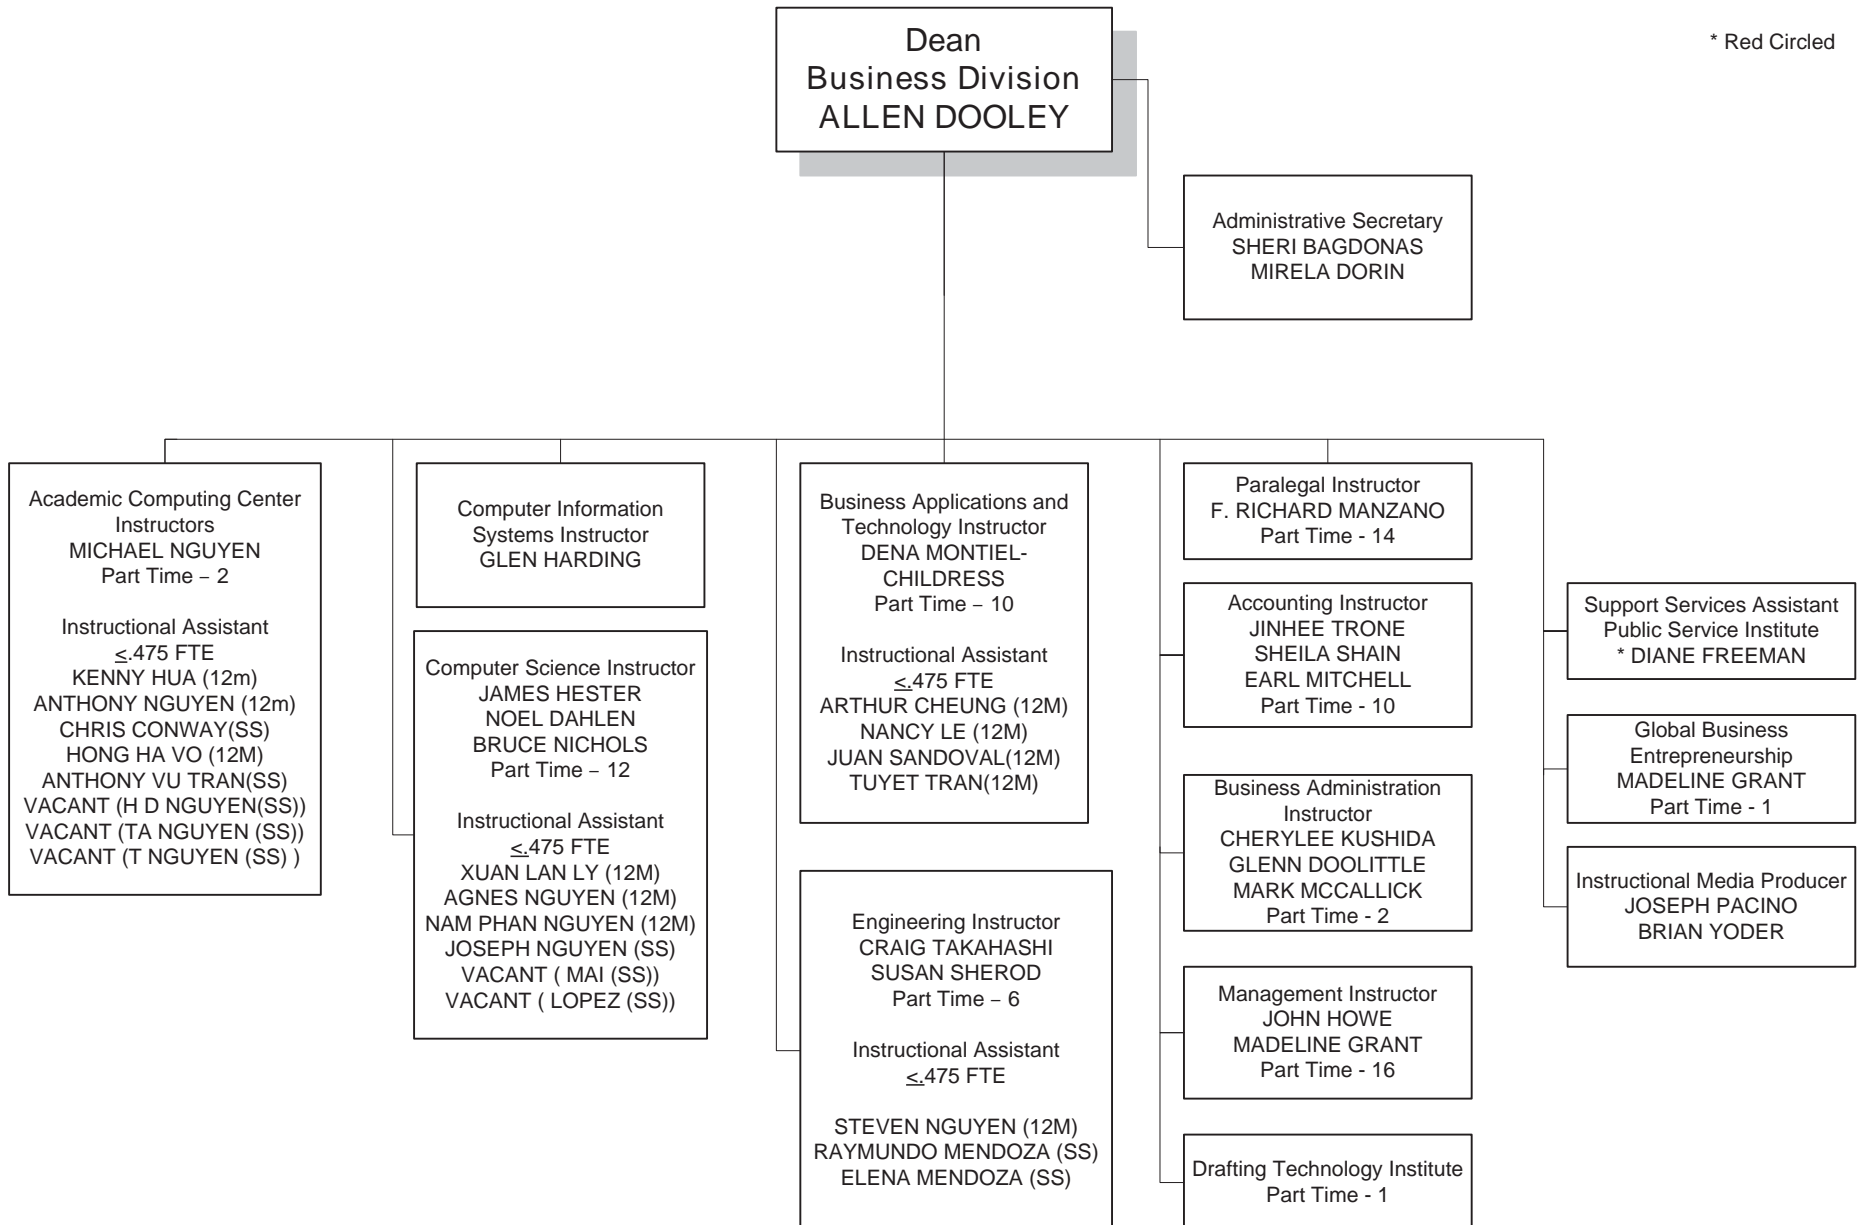 * Red Circled
Dean
Business Division
ALLEN DOOLEY
Administrative Secretary
SHERI BAGDONAS
MIRELA DORIN
Academic Computing Center
Instructors
MICHAEL NGUYEN
Part Time – 2
Instructional Assistant
≤.475 FTE
KENNY HUA (12m)
ANTHONY NGUYEN (12m)
CHRIS CONWAY(SS)
HONG HA VO (12M)
ANTHONY VU TRAN(SS)
VACANT (H D NGUYEN(SS))
VACANT (TA NGUYEN (SS))
VACANT (T NGUYEN (SS) )
Computer Information
Systems Instructor
GLEN HARDING
Computer Science Instructor
JAMES HESTER
NOEL DAHLEN
BRUCE NICHOLS
Part Time – 12
Instructional Assistant
≤.475 FTE
XUAN LAN LY (12M)
AGNES NGUYEN (12M)
NAM PHAN NGUYEN (12M)
JOSEPH NGUYEN (SS)
VACANT ( MAI (SS))
VACANT ( LOPEZ (SS))
Business Applications and
Technology Instructor
DENA MONTIEL-
CHILDRESS
Part Time – 10
Instructional Assistant
≤.475 FTE
ARTHUR CHEUNG (12M)
NANCY LE (12M)
JUAN SANDOVAL(12M)
TUYET TRAN(12M)
Engineering Instructor
CRAIG TAKAHASHI
SUSAN SHEROD
Part Time – 6
Instructional Assistant
≤.475 FTE
STEVEN NGUYEN (12M)
RAYMUNDO MENDOZA (SS)
ELENA MENDOZA (SS)
Paralegal Instructor
F. RICHARD MANZANO
Part Time - 14
Accounting Instructor
JINHEE TRONE
SHEILA SHAIN
EARL MITCHELL
Part Time - 10
Business Administration
Instructor
CHERYLEE KUSHIDA
GLENN DOOLITTLE
MARK MCCALLICK
Part Time - 2
Management Instructor
JOHN HOWE
MADELINE GRANT
Part Time - 16
Drafting Technology Institute
Part Time - 1
Support Services Assistant
Public Service Institute
* DIANE FREEMAN
Global Business
Entrepreneurship
MADELINE GRANT
Part Time - 1
Instructional Media Producer
JOSEPH PACINO
BRIAN YODER